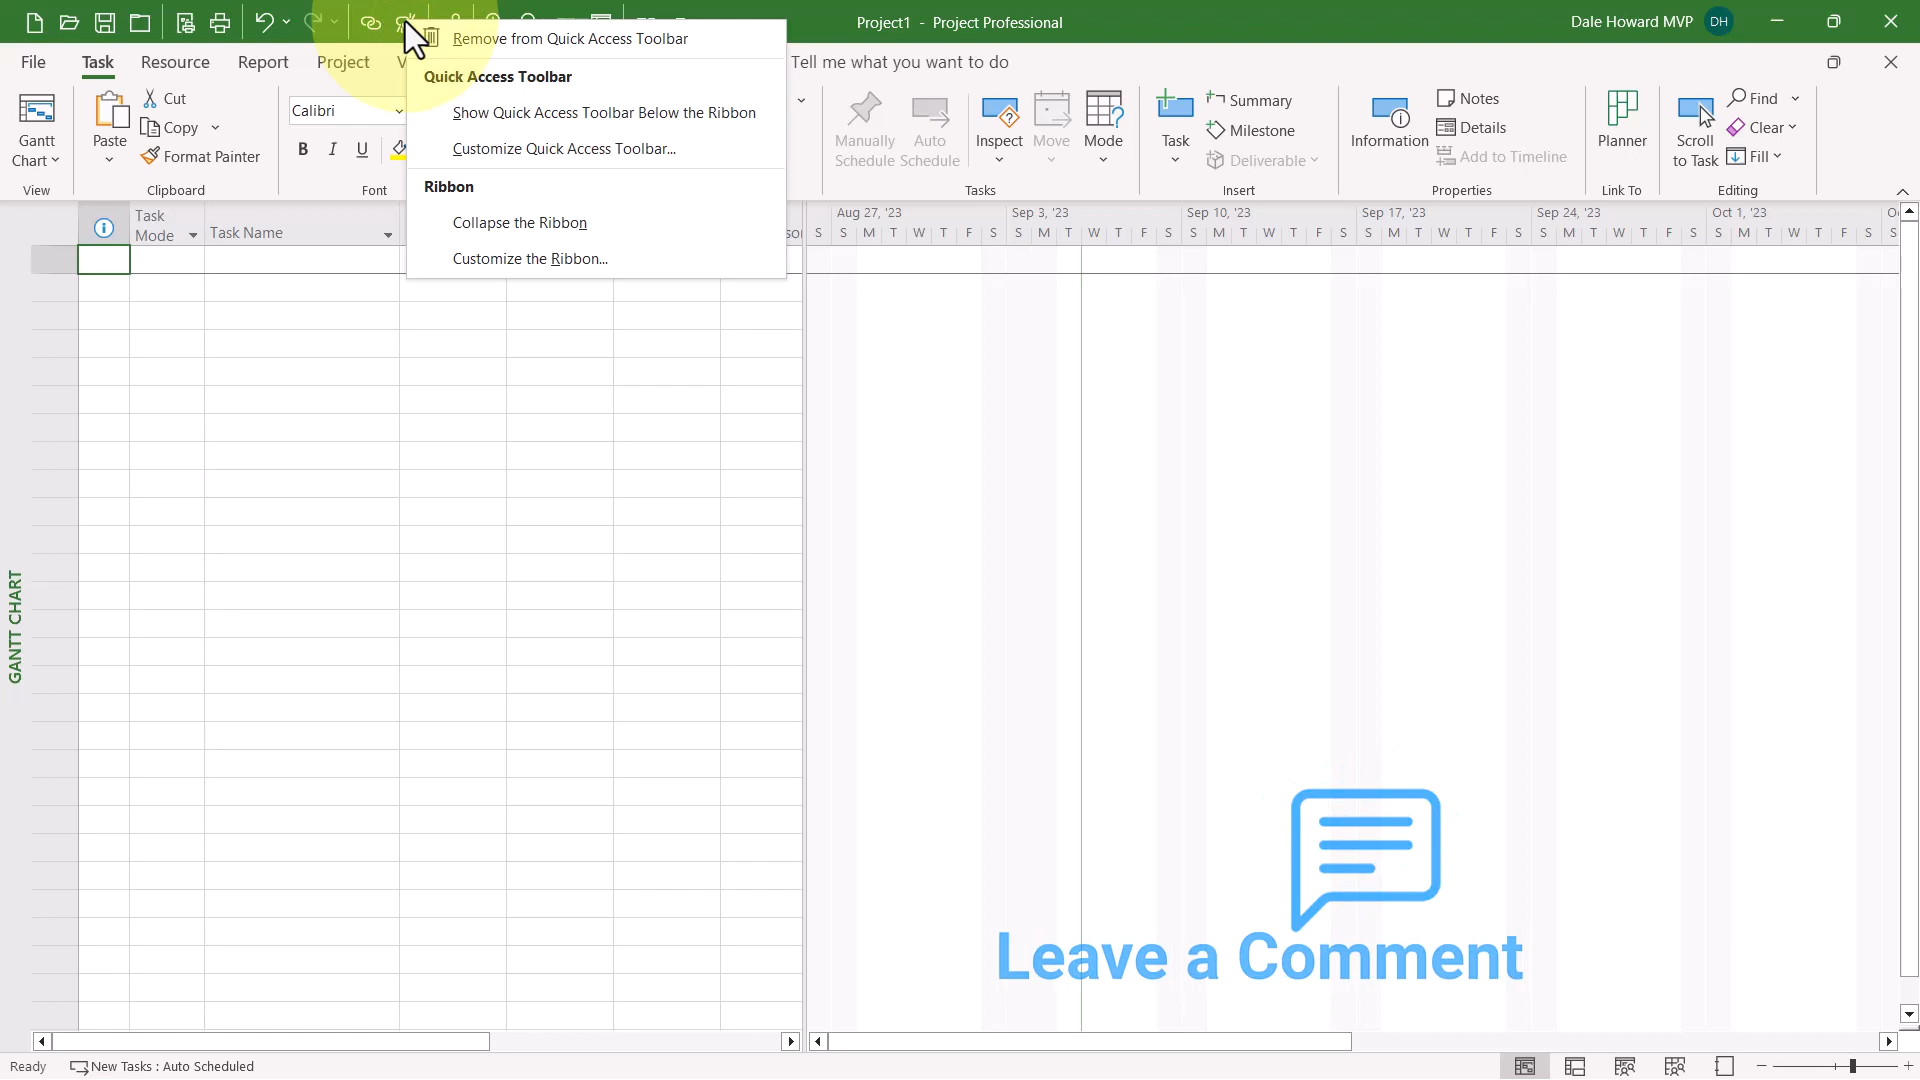 Project1 - Project Professional
Dale Howard MVP DH
Remove from Quick Access Toolbar
File Task Resource Report Project V Tell me what you want to do
Quick Access Toolbar
Show Quick Access Toolbar Below the Ribbon
Customize Quick Access Toolbar...
Ribbon
Collapse the Ribbon
Customize the Ribbon...
Gantt
Chart
View
Paste
Cut
Copy
Format Painter
Clipboard
Calibri
B I U
Font
Manually
Schedule
Auto
Schedule
Inspect
Move
Mode
Tasks
Task
Summary
Milestone
Deliverable
Insert
Information
Notes
Details
Add to Timeline
Properties
Planner
Link To
Scroll
to Task
Find
Clear
Fill
Editing
Task
Mode
Task Name
Aug 27, '23 Sep 3, '23 Sep 10, '23 Sep 17, '23 Sep 24, '23 Oct 1, '23
S S M T W T F S S M T W T F S S M T W T F S S M T W T F S S M T W T F S S M T W T F S S
GANTT CHART
Leave a Comment
Ready New Tasks : Auto Scheduled